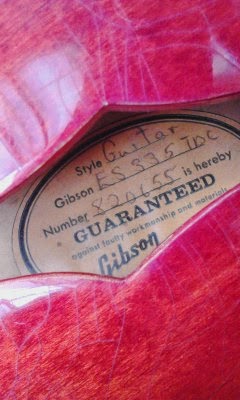 Style Guitar
Gibson ES 335 TDC
Number 820655 is hereby
GUARANTEED
against faulty workmanship and materials
Gibson